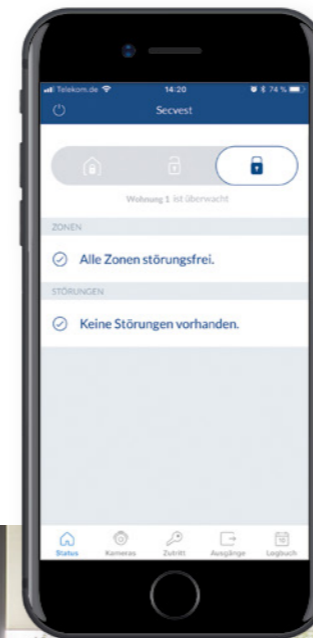 Telekom.de 14:20 74 %
Secvest
Wohnung 1 ist überwacht
ZONEN
Alle Zonen störungsfrei.
STÖRUNGEN
Keine Störungen vorhanden.
Status Kameras Zutritt Ausgänge Logbuch